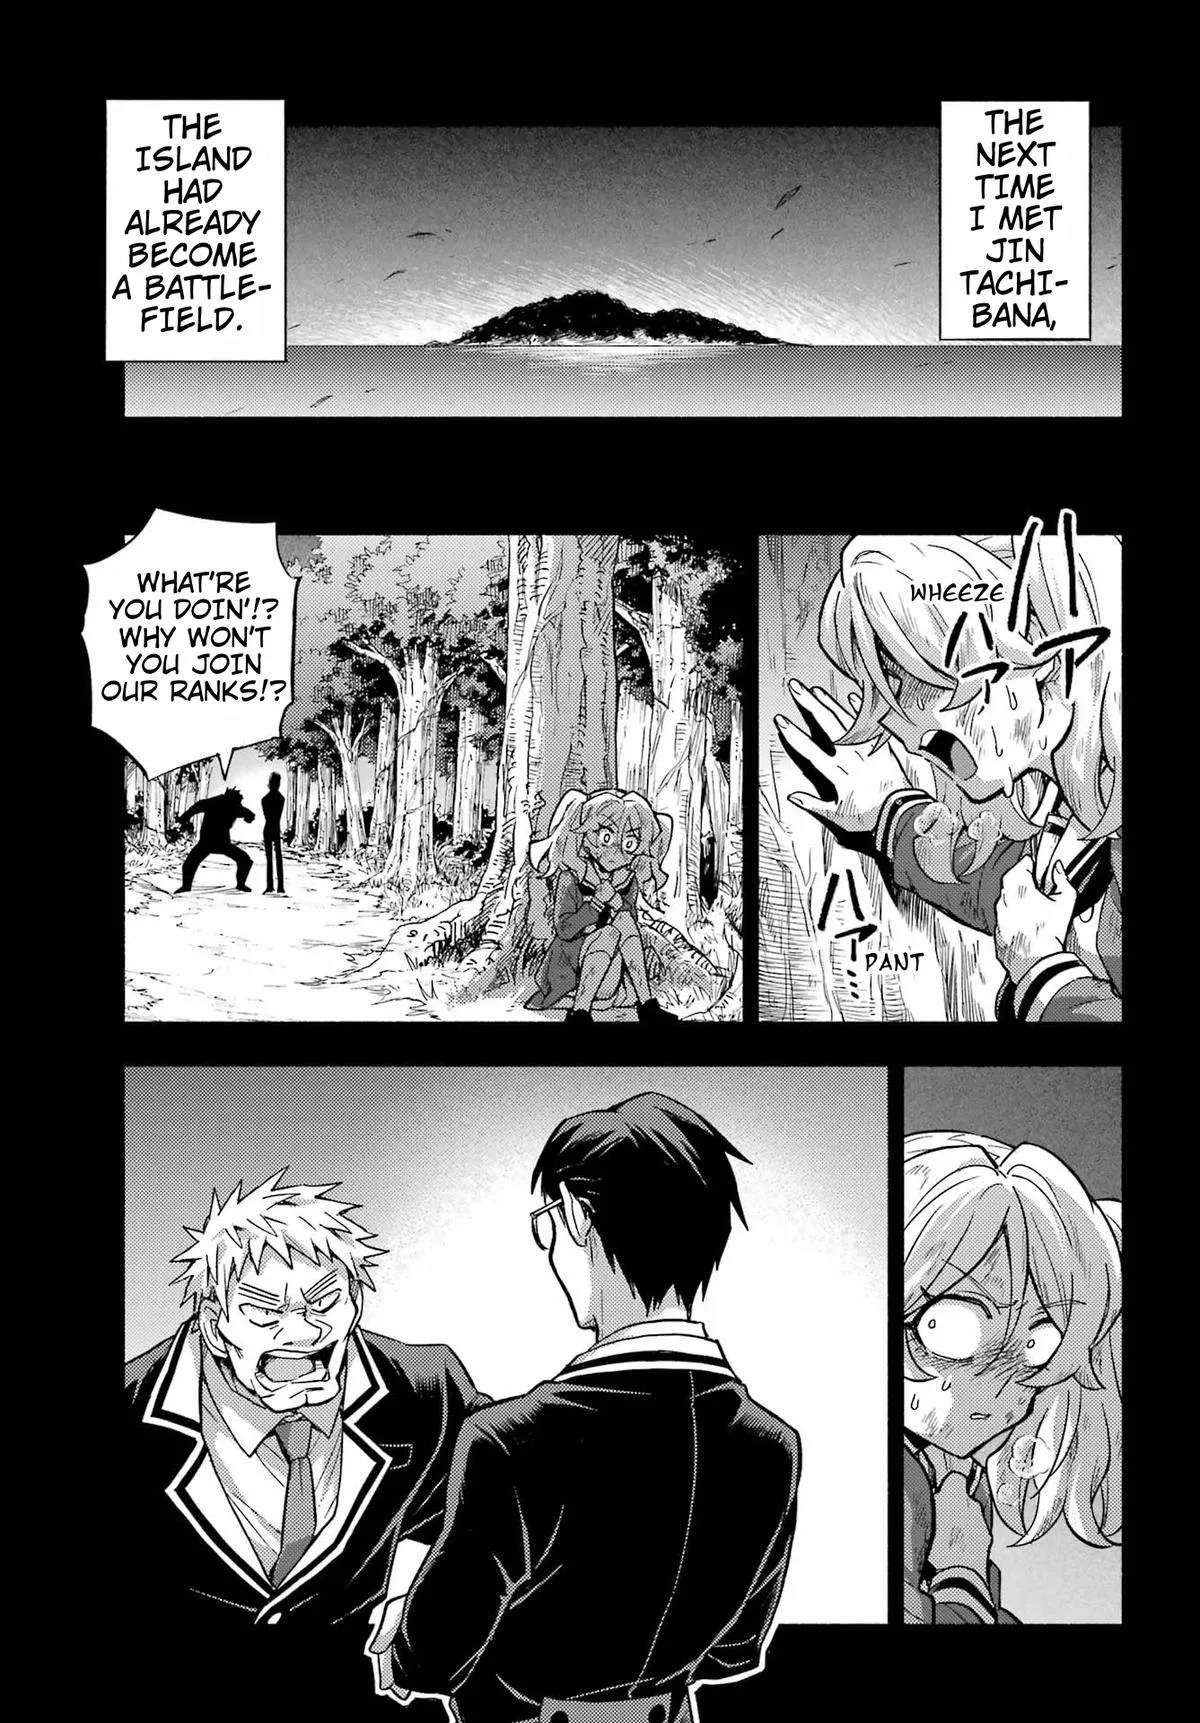 THE
NEXT
TIME
I MET
JIN
TACHI-
BANA,
THE
ISLAND
HAD
ALREADY
BECOME
A BATTLE-
FIELD.
WHEEZE
ハァ
ハァ
PANT
WHAT'RE
YOU DOIN'!?
WHY WON'T
YOU JOIN
OUR RANKS!?